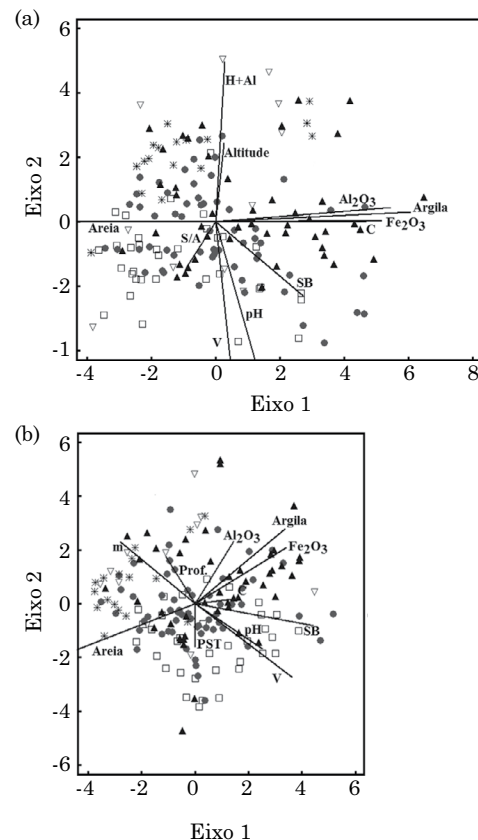 (a)
6
4
2
0
-2
-1
Eixo 2
H+Al
Altitude
Al2O3
Argila
Fe2O3
C
Areia
S/A
SB
pH
V
-4 -2 0 2 4 6 8
Eixo 1
(b)
6
4
2
0
-2
-4
-6
Eixo 2
m
Prof.
Al2O3
Argila
Fe2O3
C
Areia
PST
pH
SB
V
-4 -2 0 2 4 6
Eixo 1